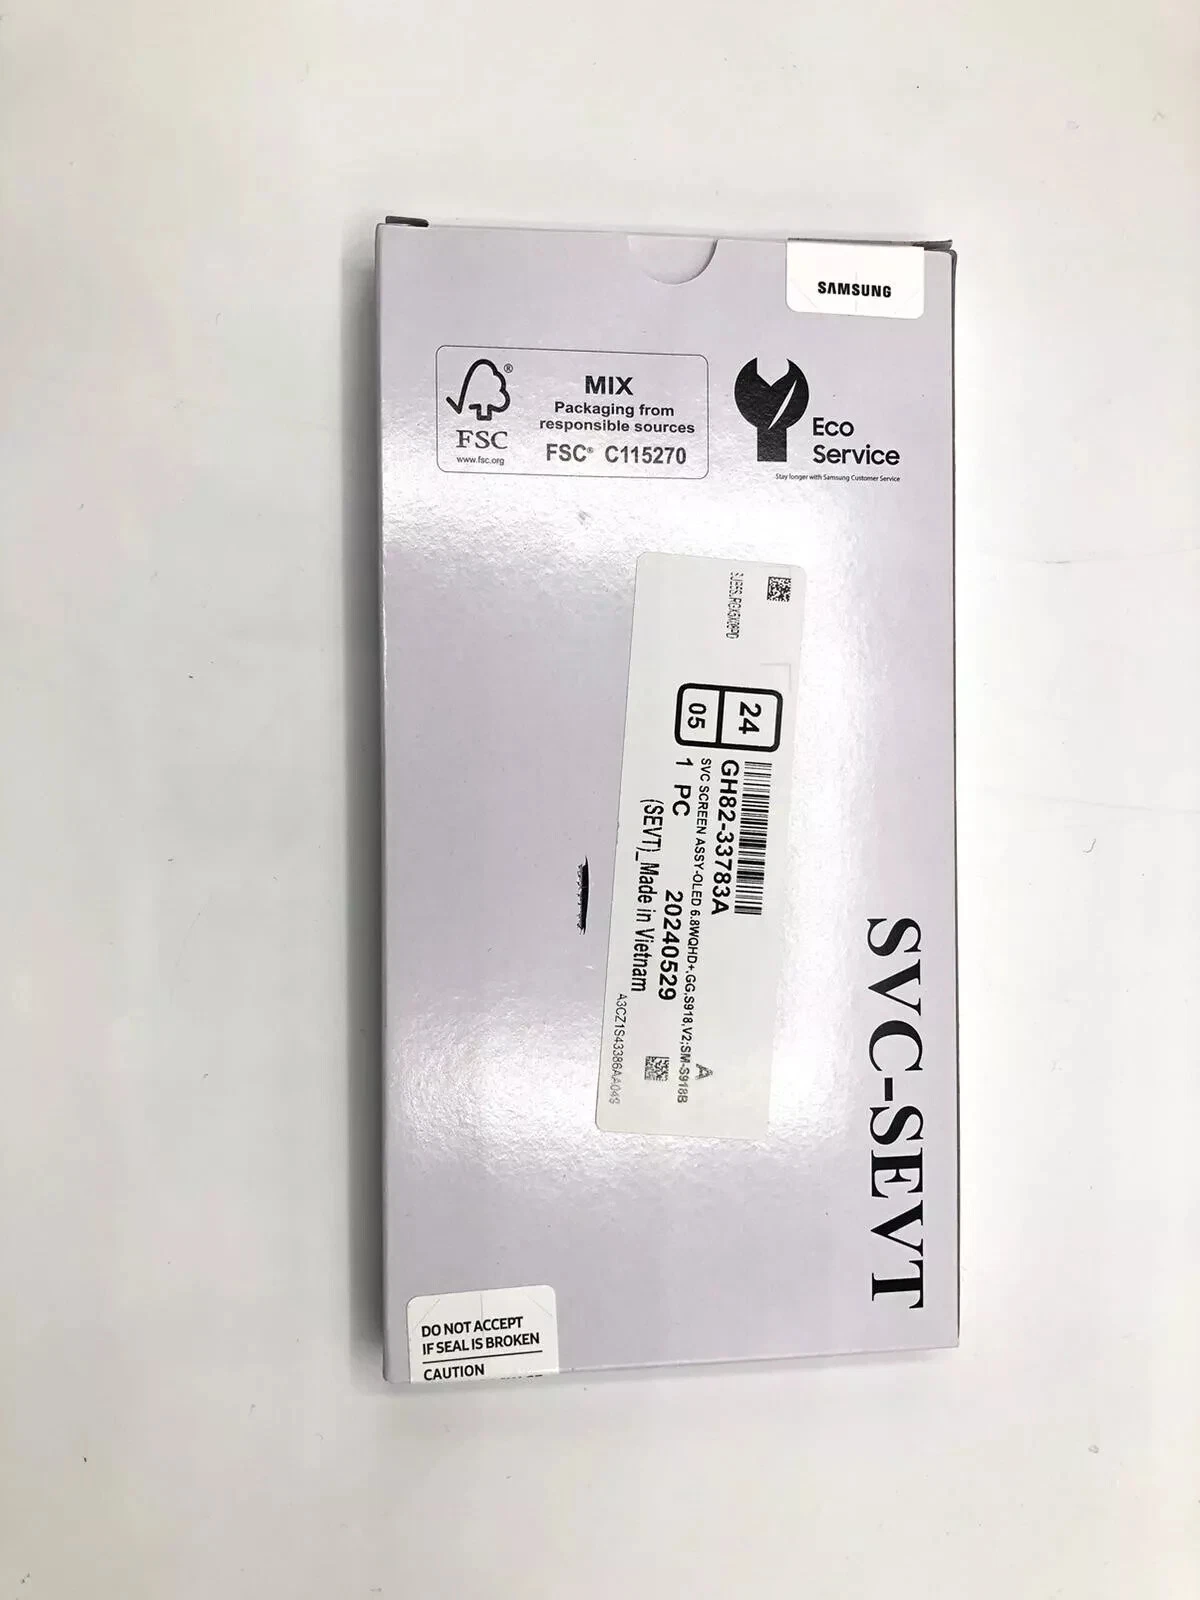 SAMSUNG
FSC
www.fsc.org
MIX
Packaging from
responsible sources
FSC® C115270
Eco
Service
Stay longer with Samsung Customer Service
24
05
GH82-33783A
SVC SCREEN ASSY-OLED 6.8WQHD+,GG,S918,V2;SM-S918B
A
1 PC 20240529
(SEVT)_Made in Vietnam
A3CZ1S43386AA04S
SVC-SEVT
DO NOT ACCEPT
IF SEAL IS BROKEN
CAUTION